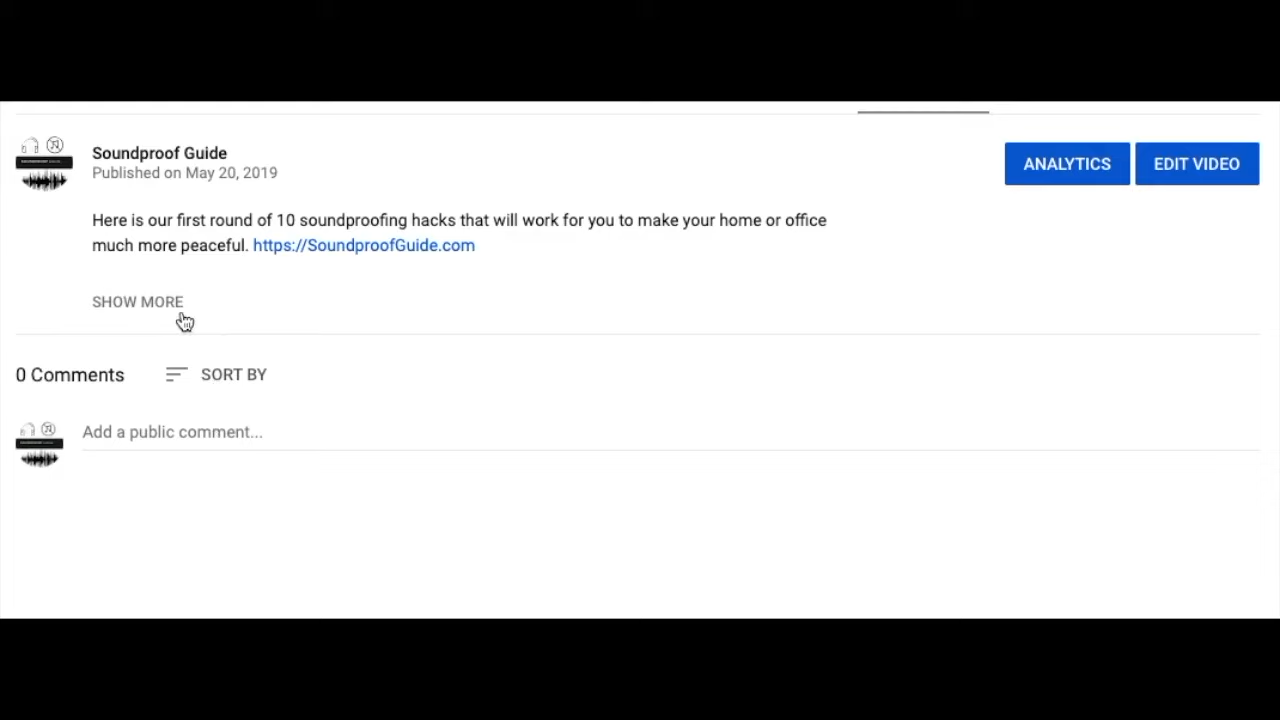 Soundproof Guide
Published on May 20, 2019
ANALYTICS
EDIT VIDEO
Here is our first round of 10 soundproofing hacks that will work for you to make your home or office
much more peaceful. https://SoundproofGuide.com
SHOW MORE
0 Comments
SORT BY
Add a public comment...